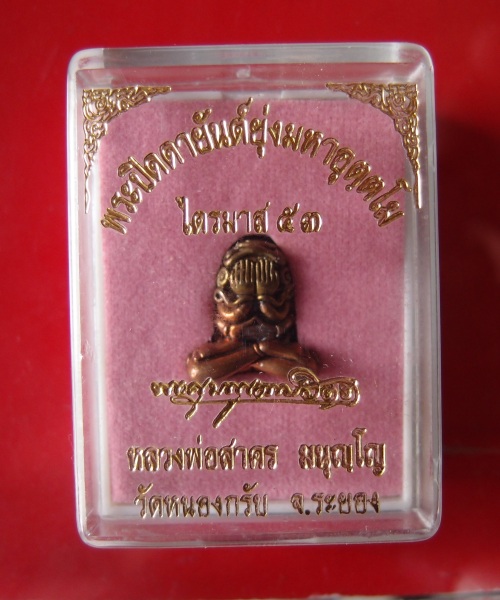 พระปิดตายันต์ยุ่งมหาอุตฺตโม
ไตรมาส ๕๓
หลวงพ่อสาคร มนุญฺโญ
วัดหนองกรับ จ.ระยอง